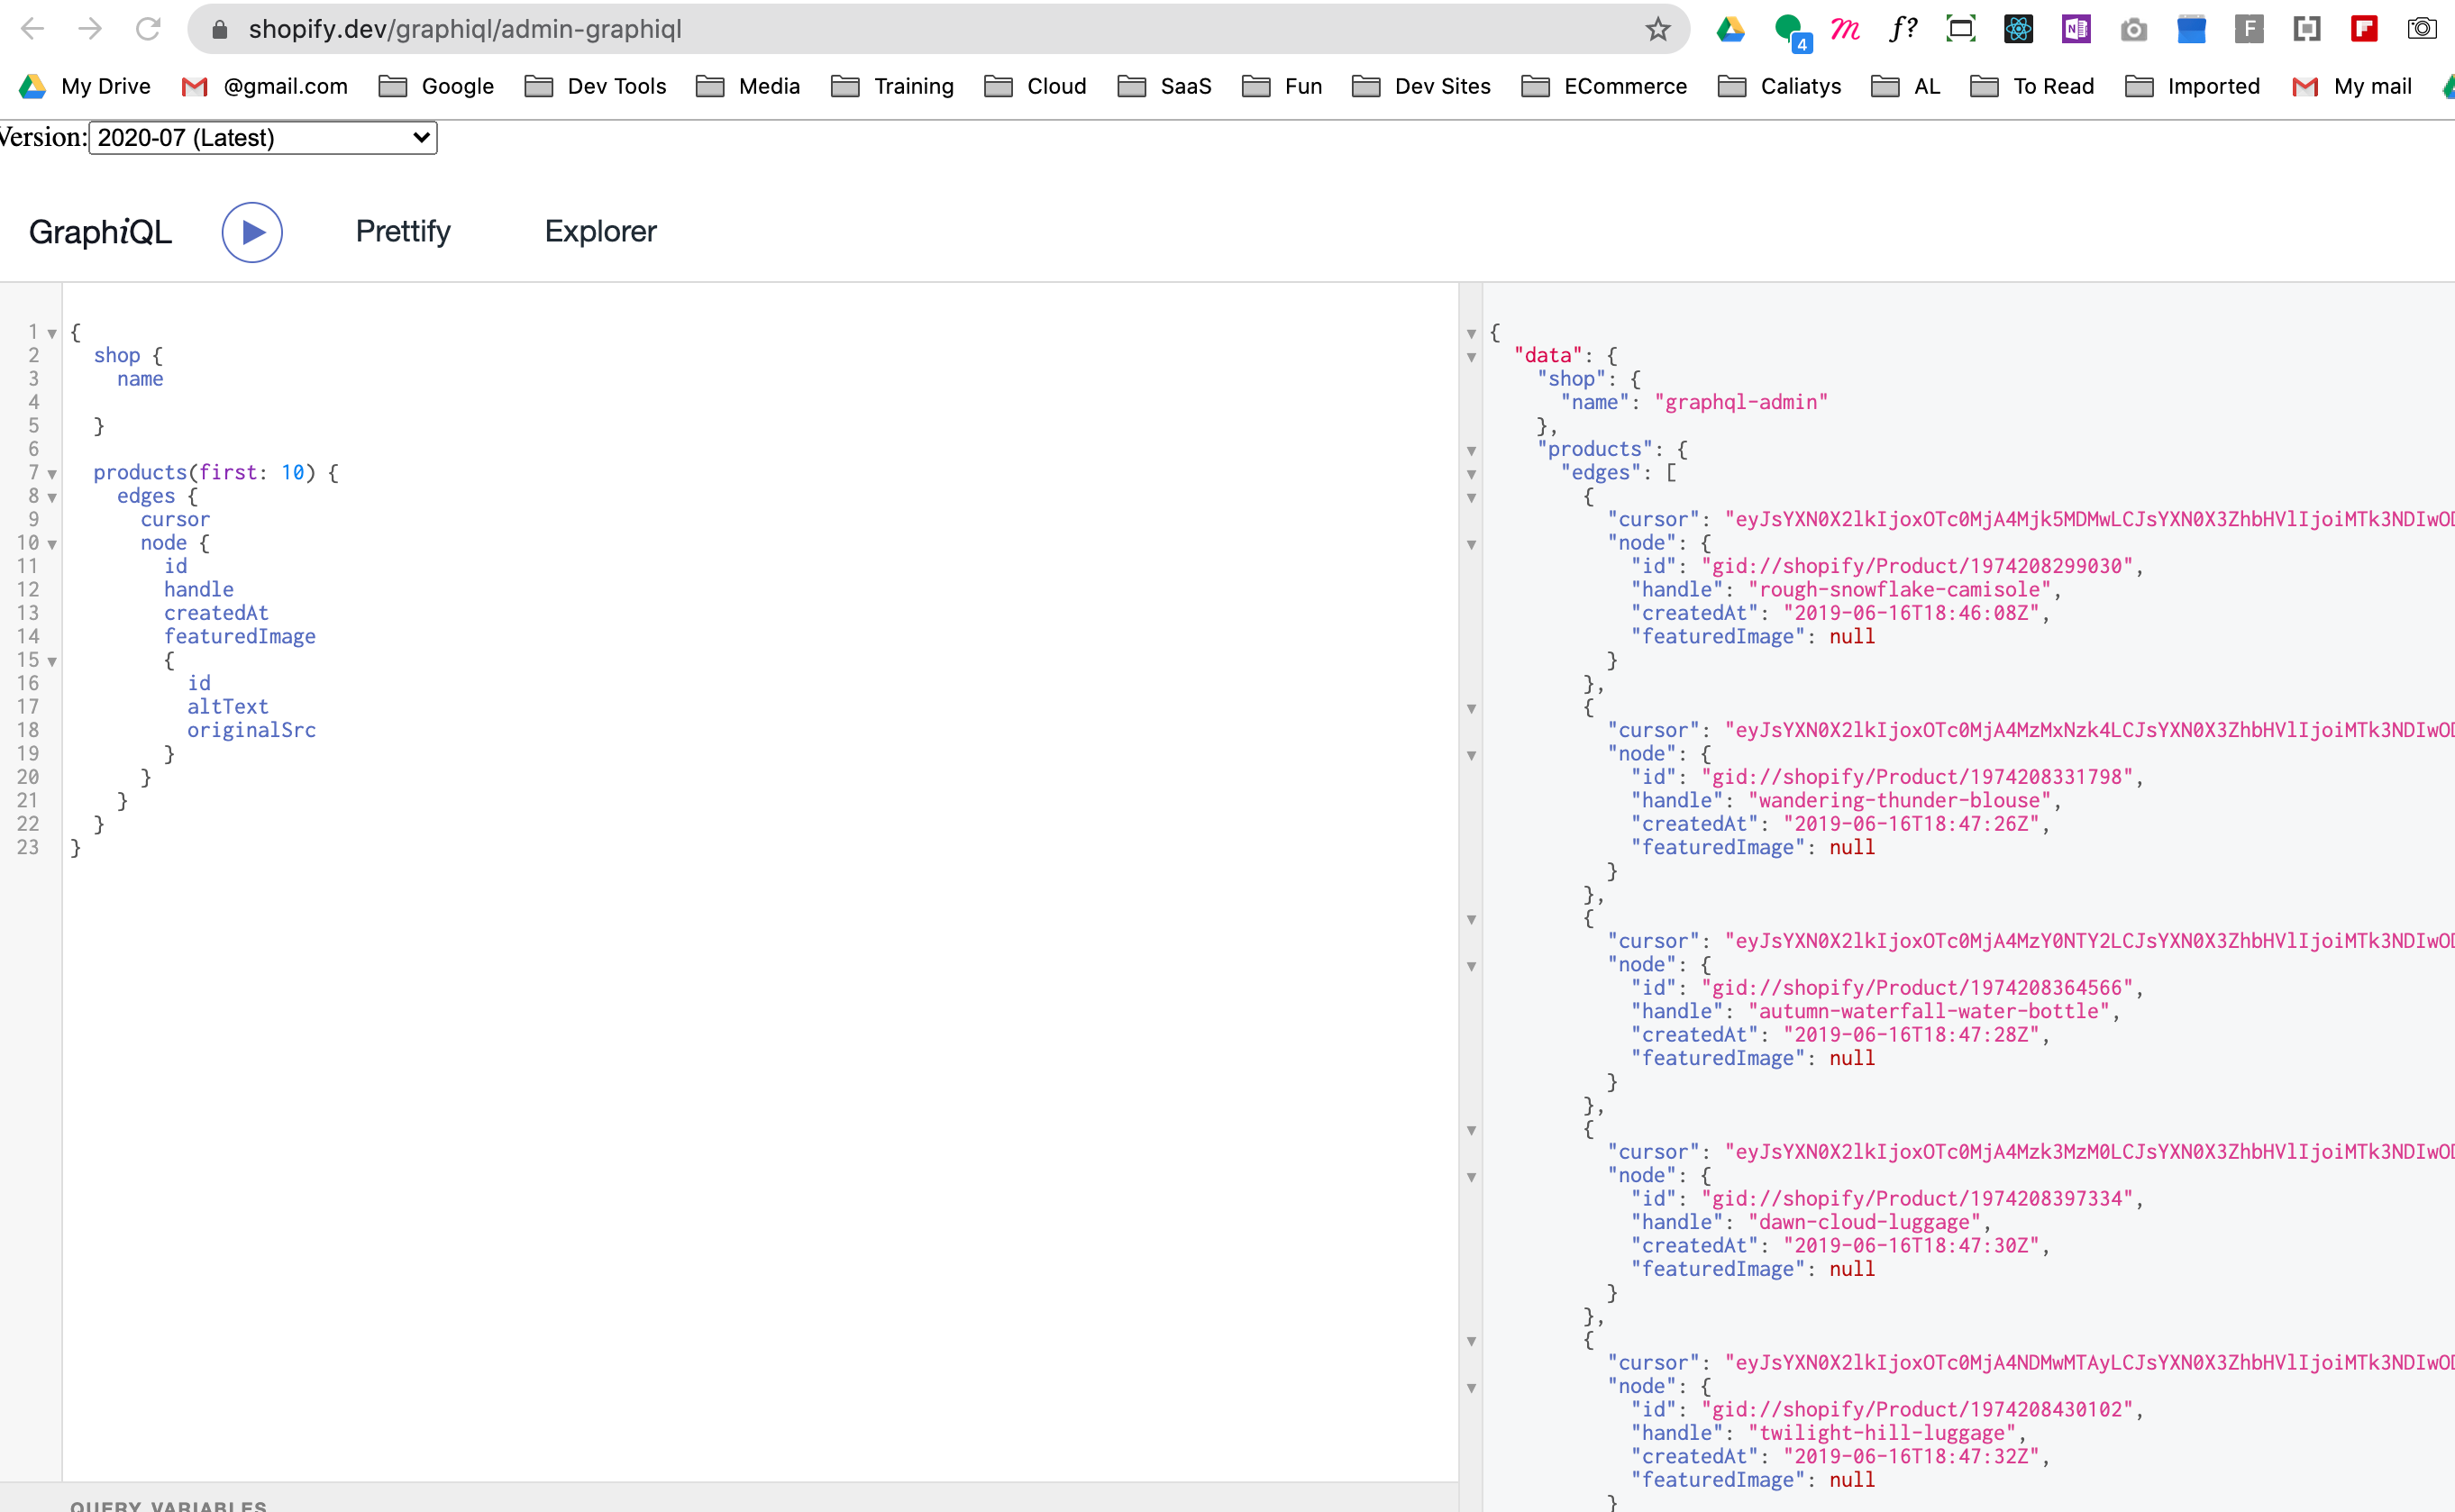 shopify.dev/graphiql/admin-graphiql
4
f?
N
F
My Drive @gmail.com Google Dev Tools Media Training Cloud SaaS Fun Dev Sites ECommerce Caliatys AL To Read Imported My mail
Version: 2020-07 (Latest)
GraphiQL Prettify Explorer
1 {
2 shop {
3 name
4
5 }
6
7 products(first: 10) {
8 edges {
9 cursor
10 node {
11 id
12 handle
13 createdAt
14 featuredImage
15 {
16 id
17 altText
18 originalSrc
19 }
20 }
21 }
22 }
23 }
QUERY VARIABLES
{
"data": {
"shop": {
"name": "graphql-admin"
},
"products": {
"edges": [
{
"cursor": "eyJsYXN0X2lkIjoxOTc0MjA4Mjk5MDMwLCJsYXN0X3ZhbHVlIjoiMTk3NDIwOD
"node": {
"id": "gid://shopify/Product/1974208299030",
"handle": "rough-snowflake-camisole",
"createdAt": "2019-06-16T18:46:08Z",
"featuredImage": null
}
},
{
"cursor": "eyJsYXN0X2lkIjoxOTc0MjA4MzMxNzk4LCJsYXN0X3ZhbHVlIjoiMTk3NDIwOD
"node": {
"id": "gid://shopify/Product/1974208331798",
"handle": "wandering-thunder-blouse",
"createdAt": "2019-06-16T18:47:26Z",
"featuredImage": null
}
},
{
"cursor": "eyJsYXN0X2lkIjoxOTc0MjA4MzY0NTY2LCJsYXN0X3ZhbHVlIjoiMTk3NDIwOD
"node": {
"id": "gid://shopify/Product/1974208364566",
"handle": "autumn-waterfall-water-bottle",
"createdAt": "2019-06-16T18:47:28Z",
"featuredImage": null
}
},
{
"cursor": "eyJsYXN0X2lkIjoxOTc0MjA4Mzk3MzM0LCJsYXN0X3ZhbHVlIjoiMTk3NDIwOD
"node": {
"id": "gid://shopify/Product/1974208397334",
"handle": "dawn-cloud-luggage",
"createdAt": "2019-06-16T18:47:30Z",
"featuredImage": null
}
},
{
"cursor": "eyJsYXN0X2lkIjoxOTc0MjA4NDMwMTAyLCJsYXN0X3ZhbHVlIjoiMTk3NDIwOD
"node": {
"id": "gid://shopify/Product/1974208430102",
"handle": "twilight-hill-luggage",
"createdAt": "2019-06-16T18:47:32Z",
"featuredImage": null
}